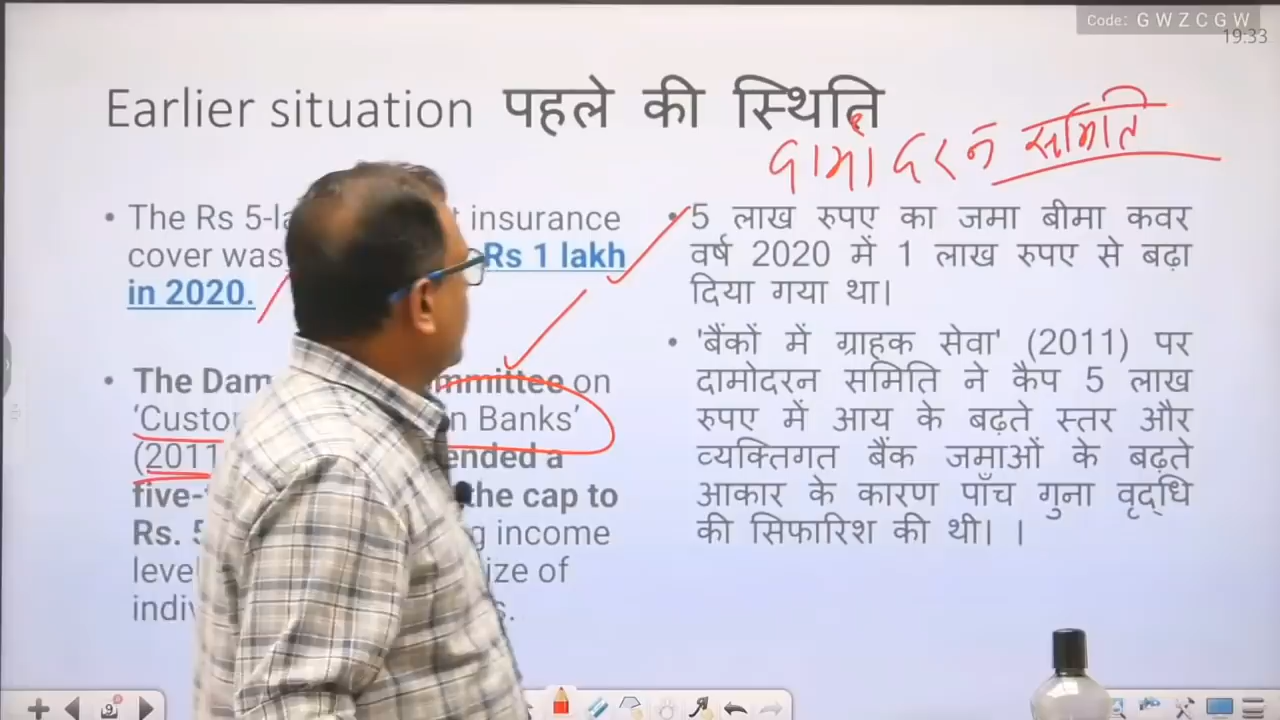 Code: G W Z C G W
19:33
Earlier situation पहले की स्थिति
दामोदरन समिति
• The Rs 5-la t insurance
cover was Rs 1 lakh
in 2020.
• The Dam mmittee on
‘Custo n Banks’
(2011 ended a
five- the cap to
Rs. 5 g income
leve ize of
indiv s.
• 5 लाख रुपए का जमा बीमा कवर
वर्ष 2020 में 1 लाख रुपए से बढ़ा
दिया गया था।
• 'बैंकों में ग्राहक सेवा' (2011) पर
दामोदरन समिति ने कैप 5 लाख
रुपए में आय के बढ़ते स्तर और
व्यक्तिगत बैंक जमाओं के बढ़ते
आकार के कारण पाँच गुना वृद्धि
की सिफारिश की थी। ।
9